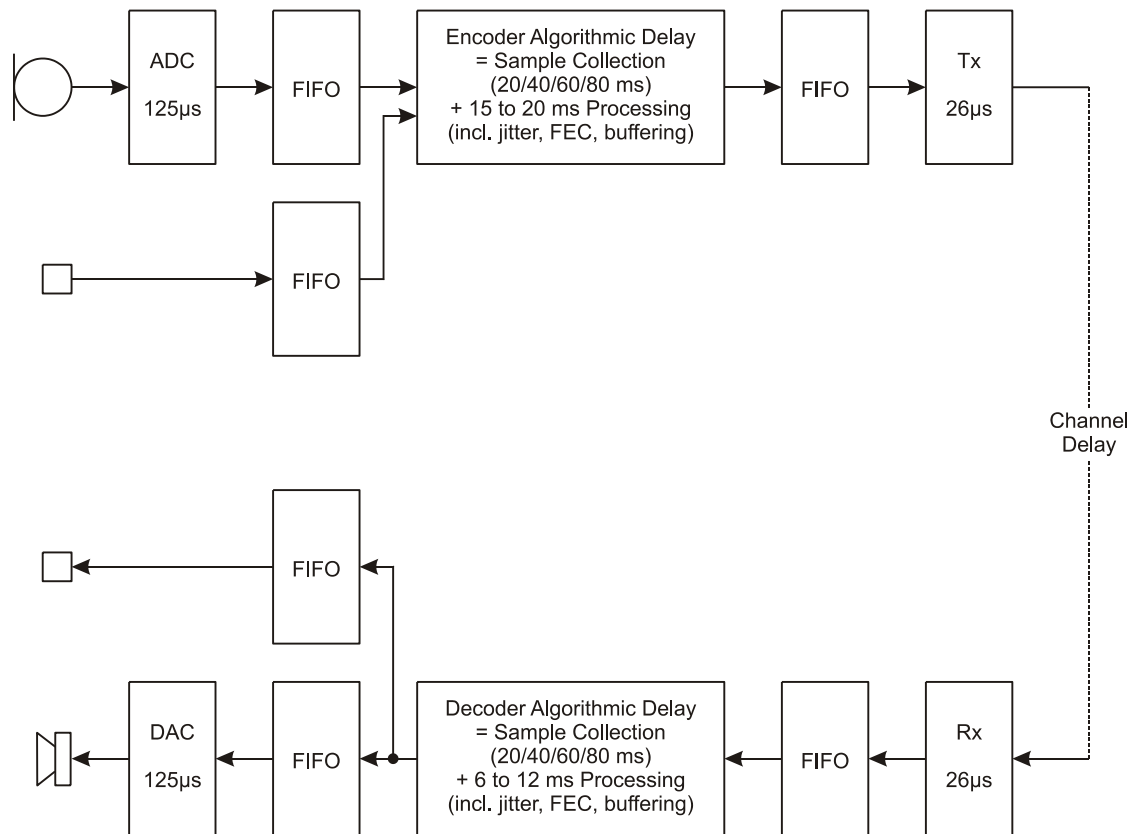 ADC
125µs
FIFO
Encoder Algorithmic Delay
= Sample Collection
(20/40/60/80 ms)
+ 15 to 20 ms Processing
(incl. jitter, FEC, buffering)
FIFO
Tx
26µs
FIFO
Channel
Delay
FIFO
DAC
125µs
FIFO
Decoder Algorithmic Delay
= Sample Collection
(20/40/60/80 ms)
+ 6 to 12 ms Processing
(incl. jitter, FEC, buffering)
FIFO
Rx
26µs